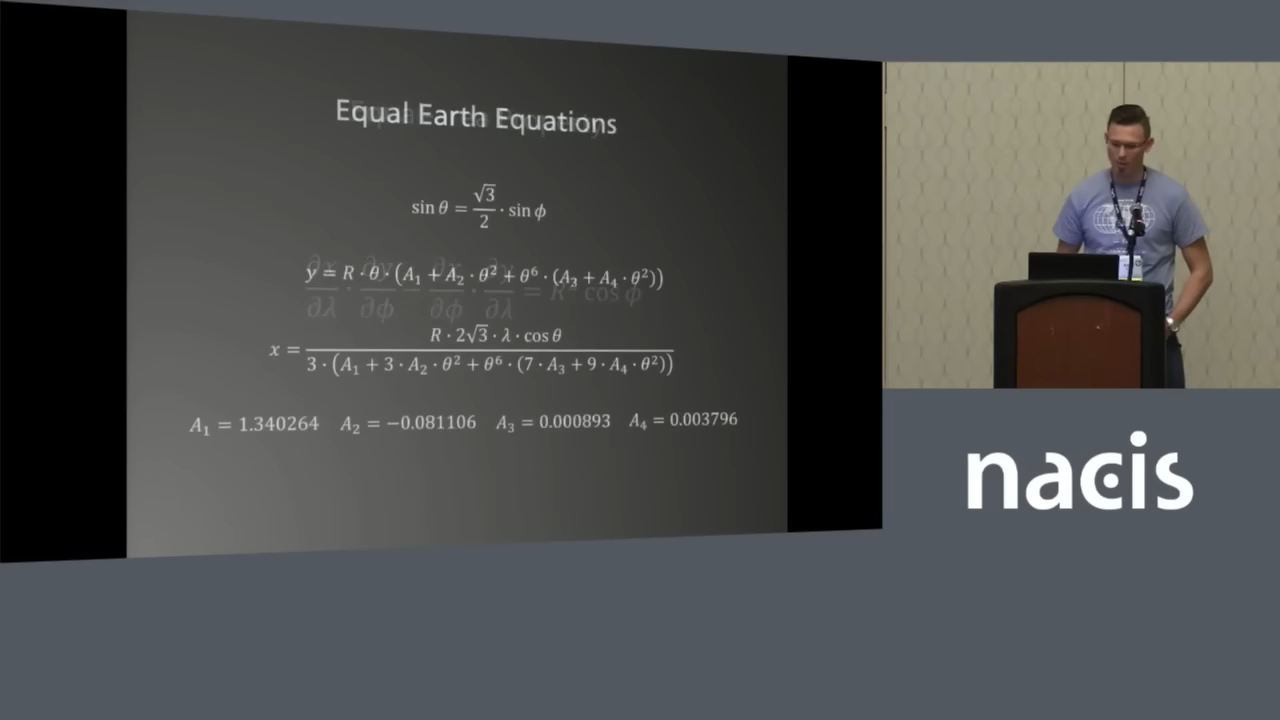 Equal Earth Equations
sin θ = √3/2 · sin ϕ
y = R · θ · (A₁ + A₂ · θ² + θ⁶ · (A₃ + A₄ · θ²))
x = R · 2√3 · λ · cos θ / 3 · (A₁ + 3 · A₂ · θ² + θ⁶ · (7 · A₃ + 9 · A₄ · θ²))
A₁ = 1.340264 A₂ = −0.081106 A₃ = 0.000893 A₄ = 0.003796
nacis